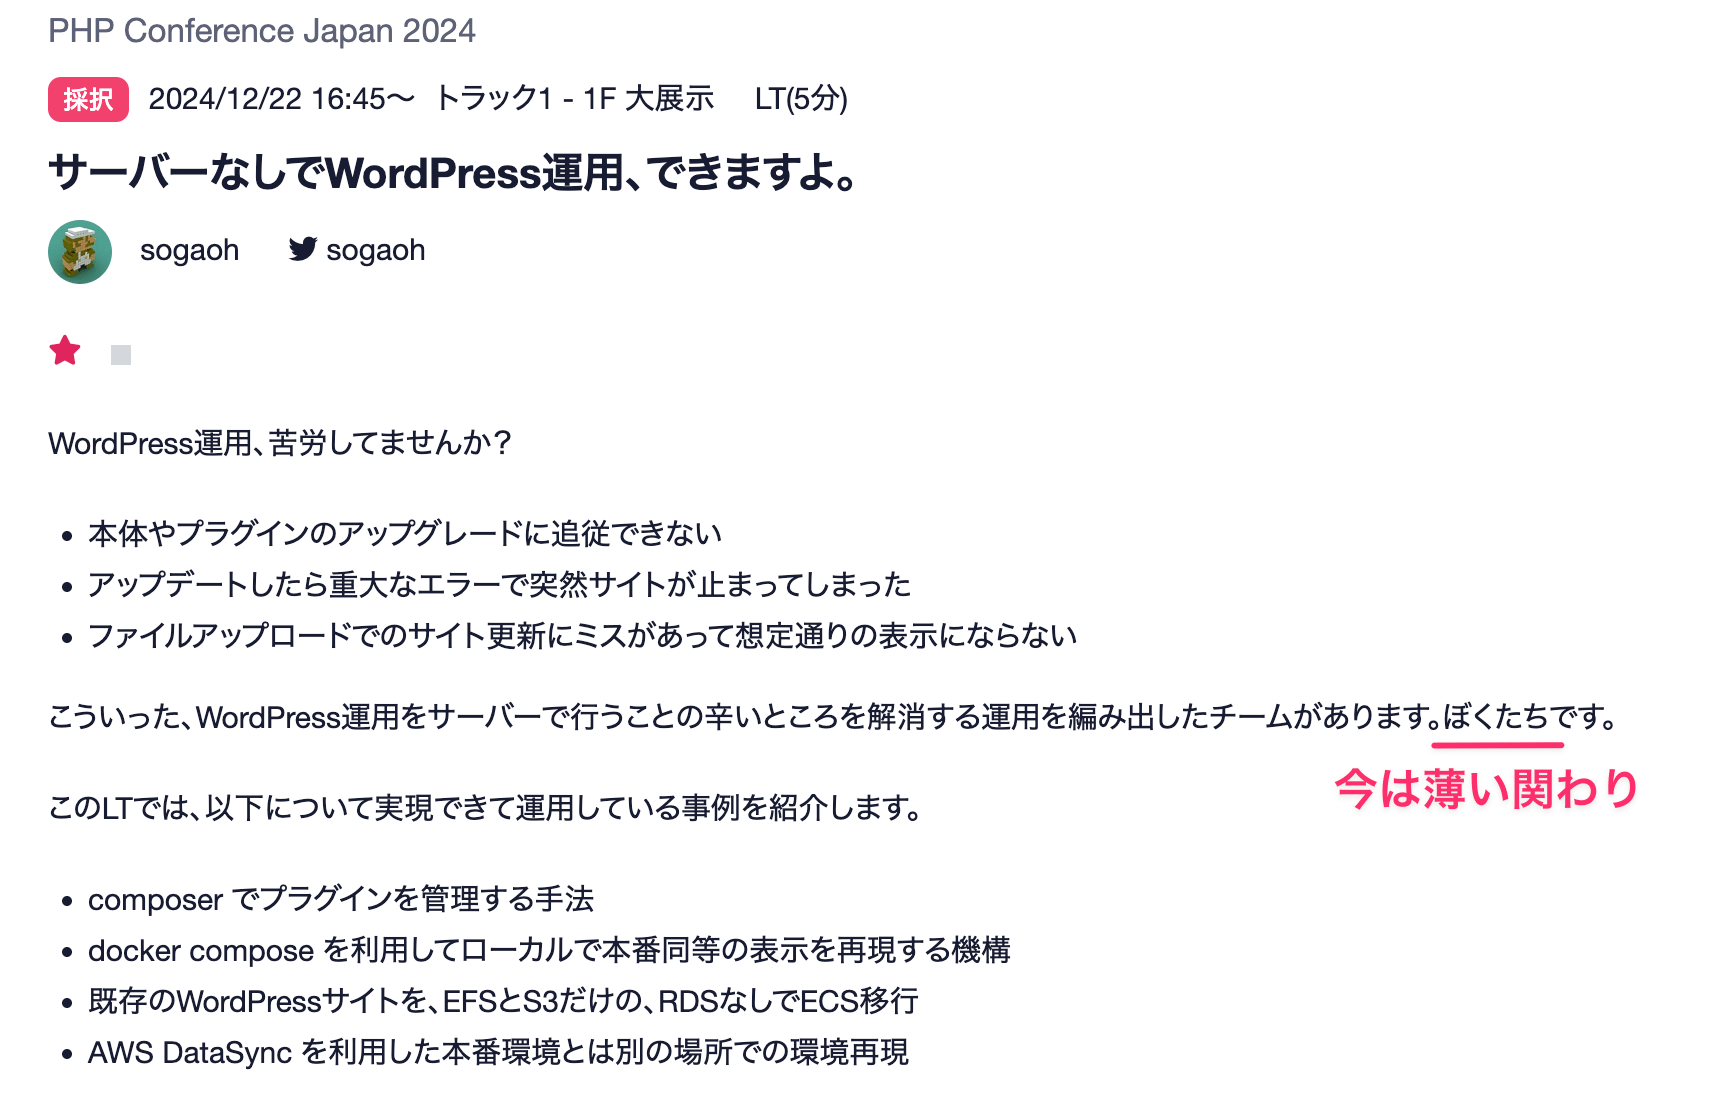 PHP Conference Japan 2024
採択 2024/12/22 16:45〜 トラック1 - 1F 大展示 LT(5分)
サーバーなしでWordPress運用、できますよ。
sogaoh sogaoh
WordPress運用、苦労してませんか？
• 本体やプラグインのアップグレードに追従できない
• アップデートしたら重大なエラーで突然サイトが止まってしまった
• ファイルアップロードでのサイト更新にミスがあって想定通りの表示にならない
こういった、WordPress運用をサーバーで行うことの辛いところを解消する運用を編み出したチームがあります。ぼくたちです。
今は薄い関わり
このLTでは、以下について実現できて運用している事例を紹介します。
• composer でプラグインを管理する手法
• docker compose を利用してローカルで本番同等の表示を再現する機構
• 既存のWordPressサイトを、EFSとS3だけの、RDSなしでECS移行
• AWS DataSync を利用した本番環境とは別の場所での環境再現